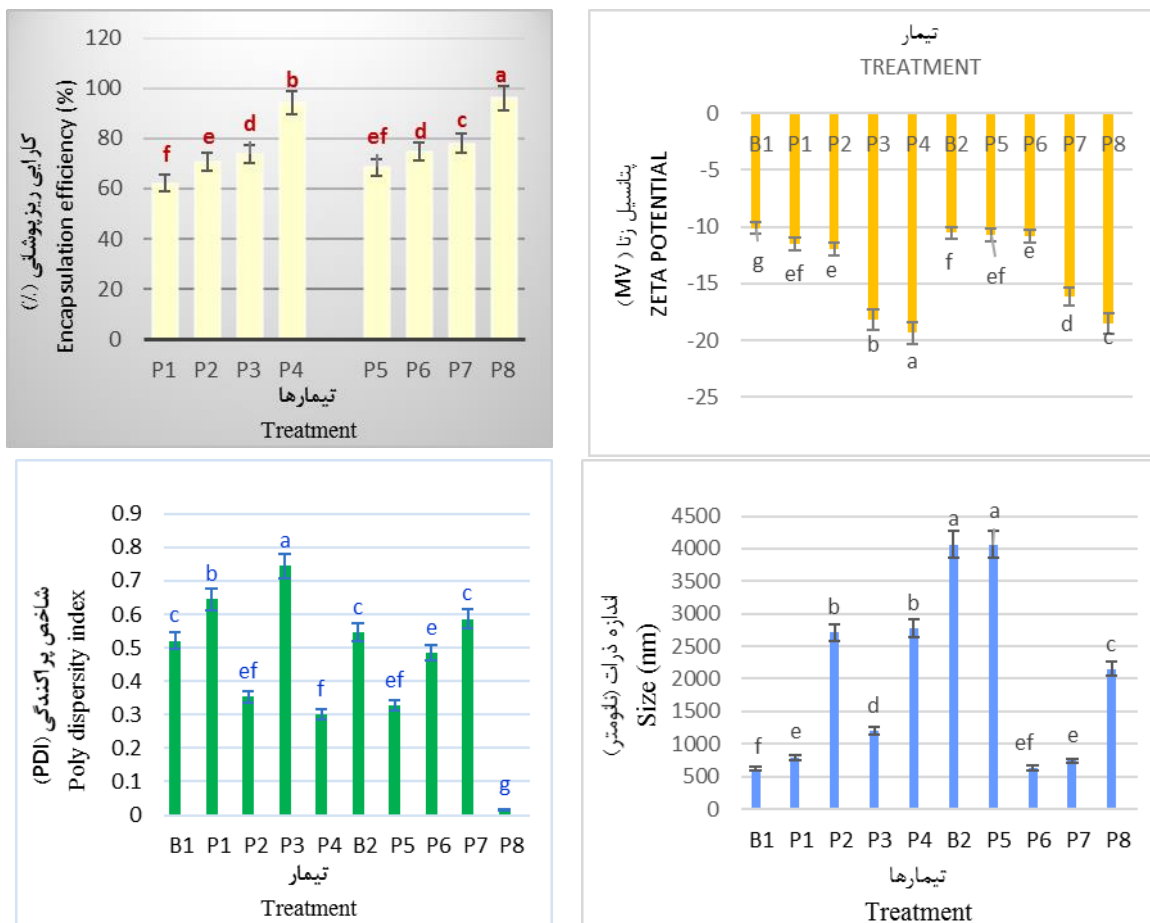 120
100
80
60
40
20
0
کارایی ریزپوشانی (٪)
Encapsulation efficiency (%)
f
e
d
b
ef
d
c
a
P1 P2 P3 P4 P5 P6 P7 P8
تیمارها
Treatment
تیمار
TREATMENT
0
-5
-10
-15
-20
-25
پتانسیل زتا (MV)
ZETA POTENTIAL
B1 P1 P2 P3 P4 B2 P5 P6 P7 P8
g
ef
e
b
a
f
ef
e
d
c
0.9
0.8
0.7
0.6
0.5
0.4
0.3
0.2
0.1
0
شاخص پراکندگی (PDI)
Poly dispersity index
c
b
ef
a
f
c
ef
e
c
g
B1 P1 P2 P3 P4 B2 P5 P6 P7 P8
تیمار
Treatment
4500
4000
3500
3000
2500
2000
1500
1000
500
0
اندازه ذرات (نانومتر)
Size (nm)
f
e
b
d
b
a
a
ef
e
c
B1 P1 P2 P3 P4 B2 P5 P6 P7 P8
تیمارها
Treatment